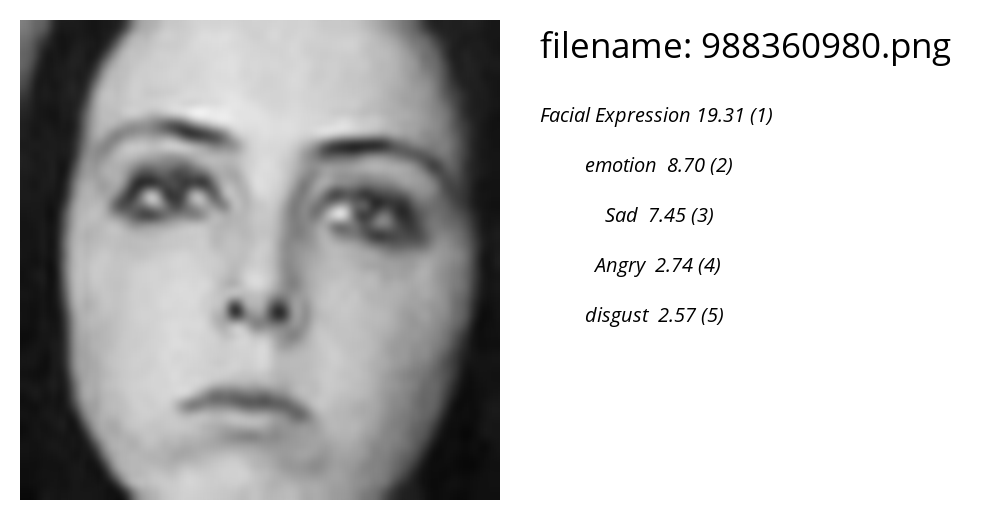 filename: 988360980.png
Facial Expression 19.31 (1)
emotion 8.70 (2)
Sad 7.45 (3)
Angry 2.74 (4)
disgust 2.57 (5)